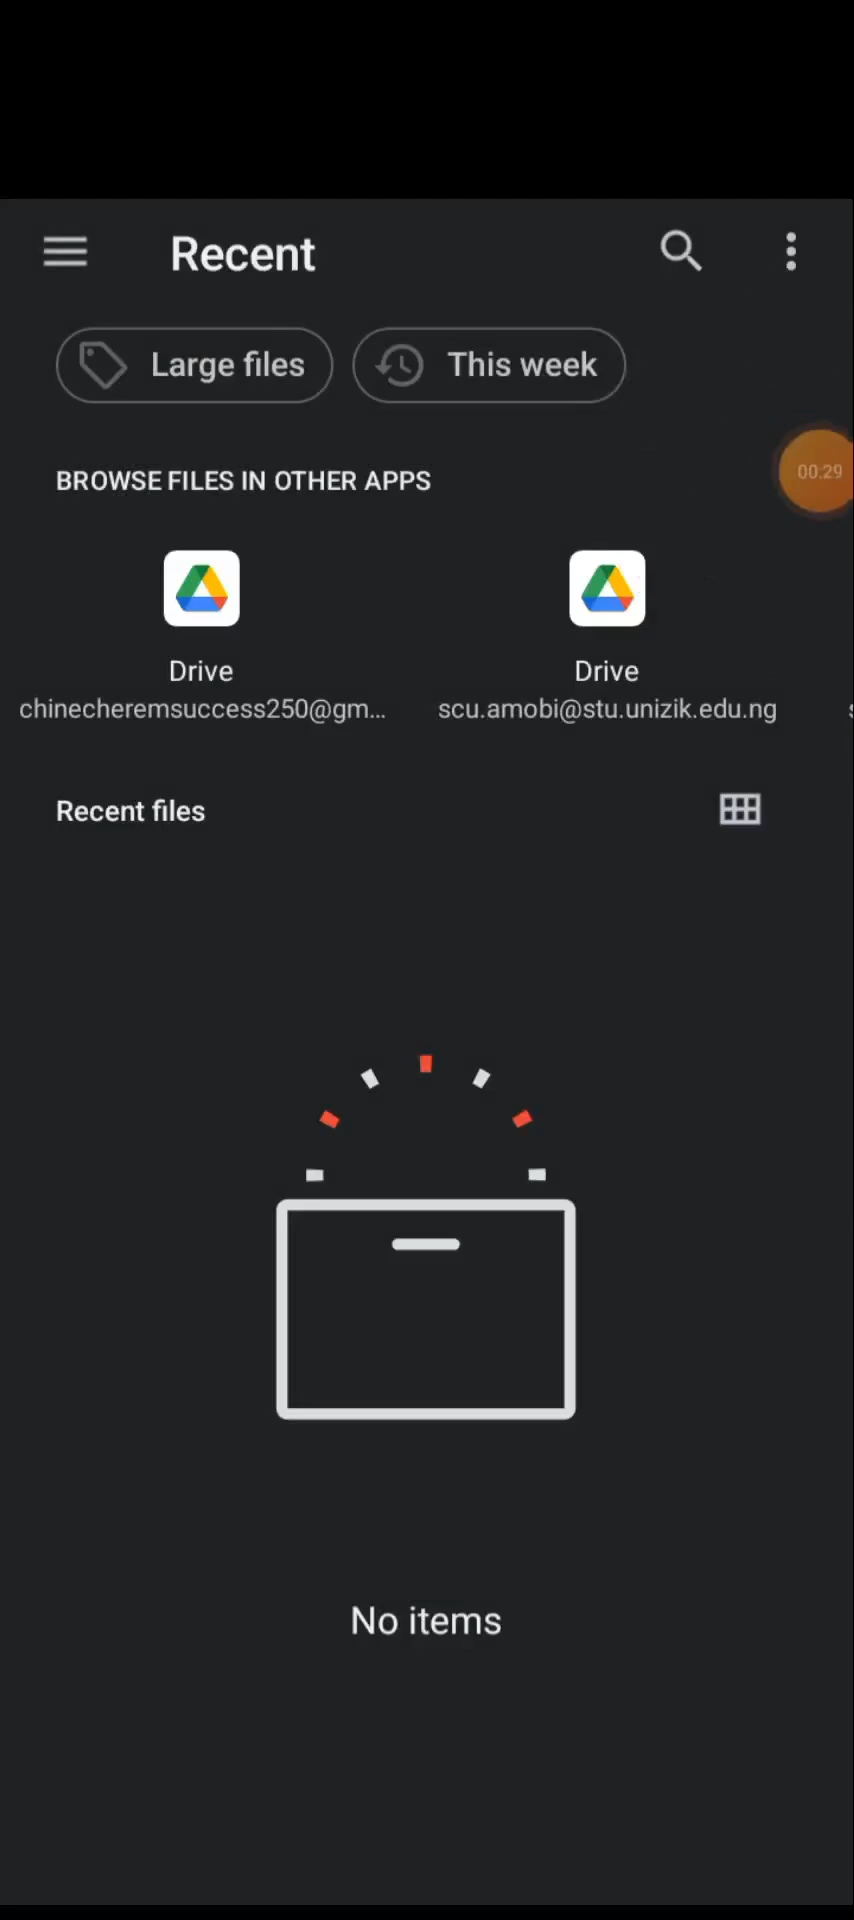 Recent
Large files
This week
00:29
BROWSE FILES IN OTHER APPS
Drive
chinecheremsuccess250@gm...
Drive
scu.amobi@stu.unizik.edu.ng
Recent files
No items